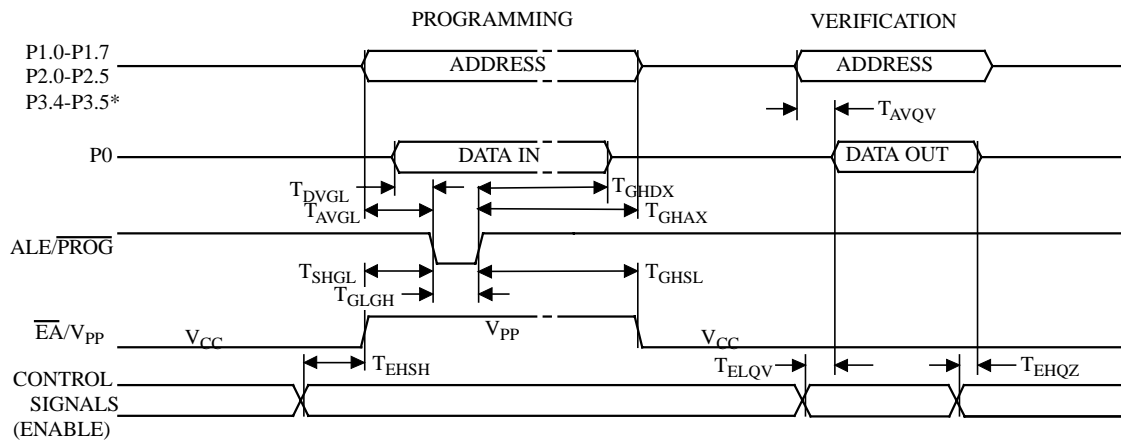 PROGRAMMING
VERIFICATION
P1.0-P1.7
P2.0-P2.5
P3.4-P3.5*
ADDRESS
ADDRESS
TAVQV
P0
DATA IN
DATA OUT
TDVGL
TGHDX
TAVGL
TGHAX
ALE/PROG
TSHGL
TGHSL
TGLGH
EA/VPP
VCC
VPP
VCC
TEHSH
TELQV
TEHQZ
CONTROL
SIGNALS
(ENABLE)